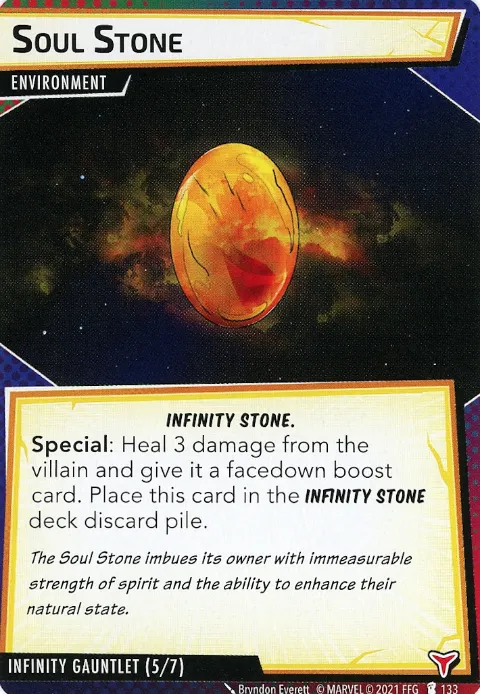 SOUL STONE
ENVIRONMENT
INFINITY STONE.
Special: Heal 3 damage from the
villain and give it a facedown boost
card. Place this card in the INFINITY STONE
deck discard pile.
The Soul Stone imbues its owner with immeasurable
strength of spirit and the ability to enhance their
natural state.
INFINITY GAUNTLET (5/7)
Bryndon Everett © MARVEL © 2021 FFG 133